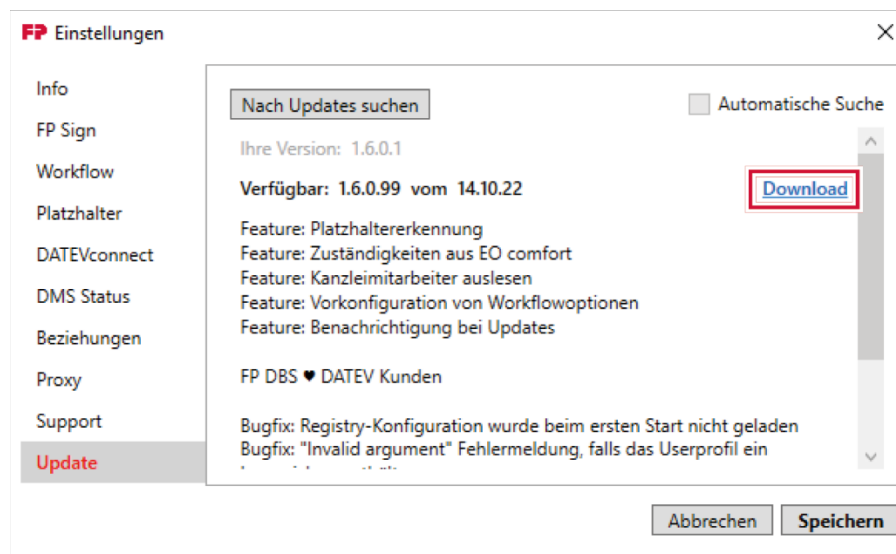 FP Einstellungen
Info
FP Sign
Workflow
Platzhalter
DATEVconnect
DMS Status
Beziehungen
Proxy
Support
Update
Nach Updates suchen
Automatische Suche
Ihre Version: 1.6.0.1
Verfügbar: 1.6.0.99 vom 14.10.22
Download
Feature: Platzhaltererkennung
Feature: Zuständigkeiten aus EO comfort
Feature: Kanzleimitarbeiter auslesen
Feature: Vorkonfiguration von Workflowoptionen
Feature: Benachrichtigung bei Updates
FP DBS ♥ DATEV Kunden
Bugfix: Registry-Konfiguration wurde beim ersten Start nicht geladen
Bugfix: "Invalid argument" Fehlermeldung, falls das Userprofil ein
Abbrechen
Speichern